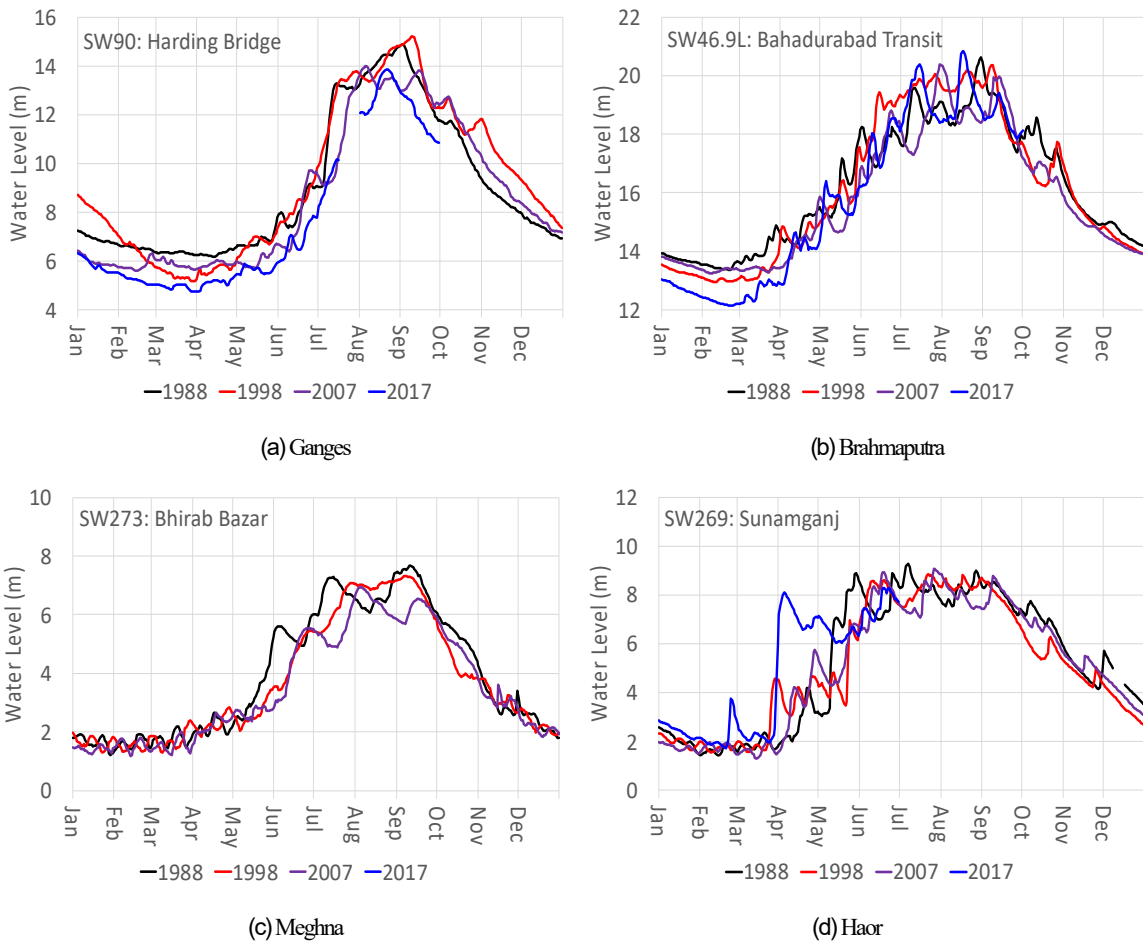 SW90: Harding Bridge
Water Level (m)
16
14
12
10
8
6
4
Jan
Feb
Mar
Apr
May
Jun
Jul
Aug
Sep
Oct
Nov
Dec
1988 1998 2007 2017
(a) Ganges
SW46.9L: Bahadurabad Transit
Water Level (m)
22
20
18
16
14
12
Jan
Feb
Mar
Apr
May
Jun
Jul
Aug
Sep
Oct
Nov
Dec
1988 1998 2007 2017
(b) Brahmaputra
SW273: Bhirab Bazar
Water Level (m)
10
8
6
4
2
0
Jan
Feb
Mar
Apr
May
Jun
Jul
Aug
Sep
Oct
Nov
Dec
1988 1998 2007 2017
(c) Meghna
SW269: Sunamganj
Water Level (m)
12
10
8
6
4
2
0
Jan
Feb
Mar
Apr
May
Jun
Jul
Aug
Sep
Oct
Nov
Dec
1988 1998 2007 2017
(d) Haor